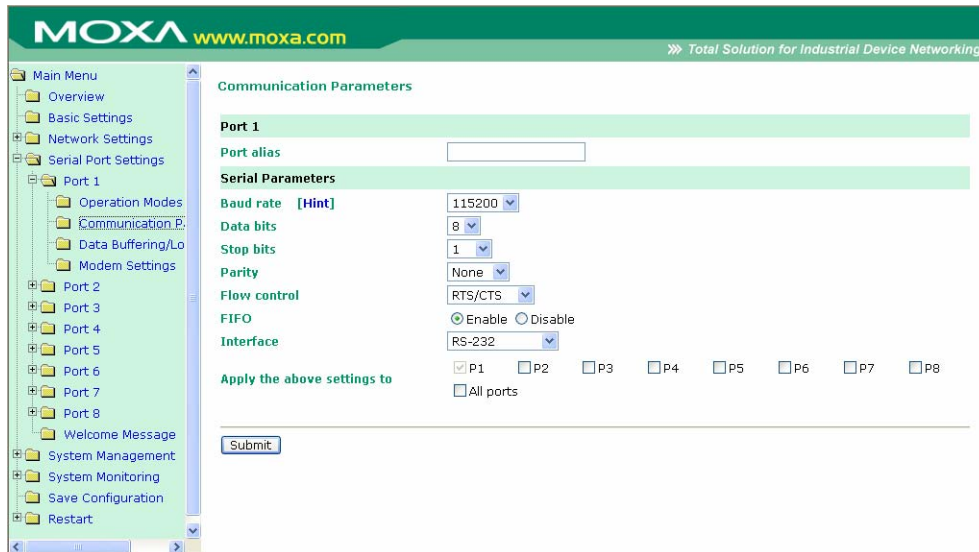 MOXA www.moxa.com
Total Solution for Industrial Device Networking
Main Menu
Overview
Basic Settings
Network Settings
Serial Port Settings
Port 1
Operation Modes
Communication P
Data Buffering/Lo
Modem Settings
Port 2
Port 3
Port 4
Port 5
Port 6
Port 7
Port 8
Welcome Message
System Management
System Monitoring
Save Configuration
Restart
Communication Parameters
Port 1
Port alias
Serial Parameters
Baud rate [Hint] 115200
Data bits 8
Stop bits 1
Parity None
Flow control RTS/CTS
FIFO Enable Disable
Interface RS-232
Apply the above settings to P1 P2 P3 P4 P5 P6 P7 P8
All ports
Submit